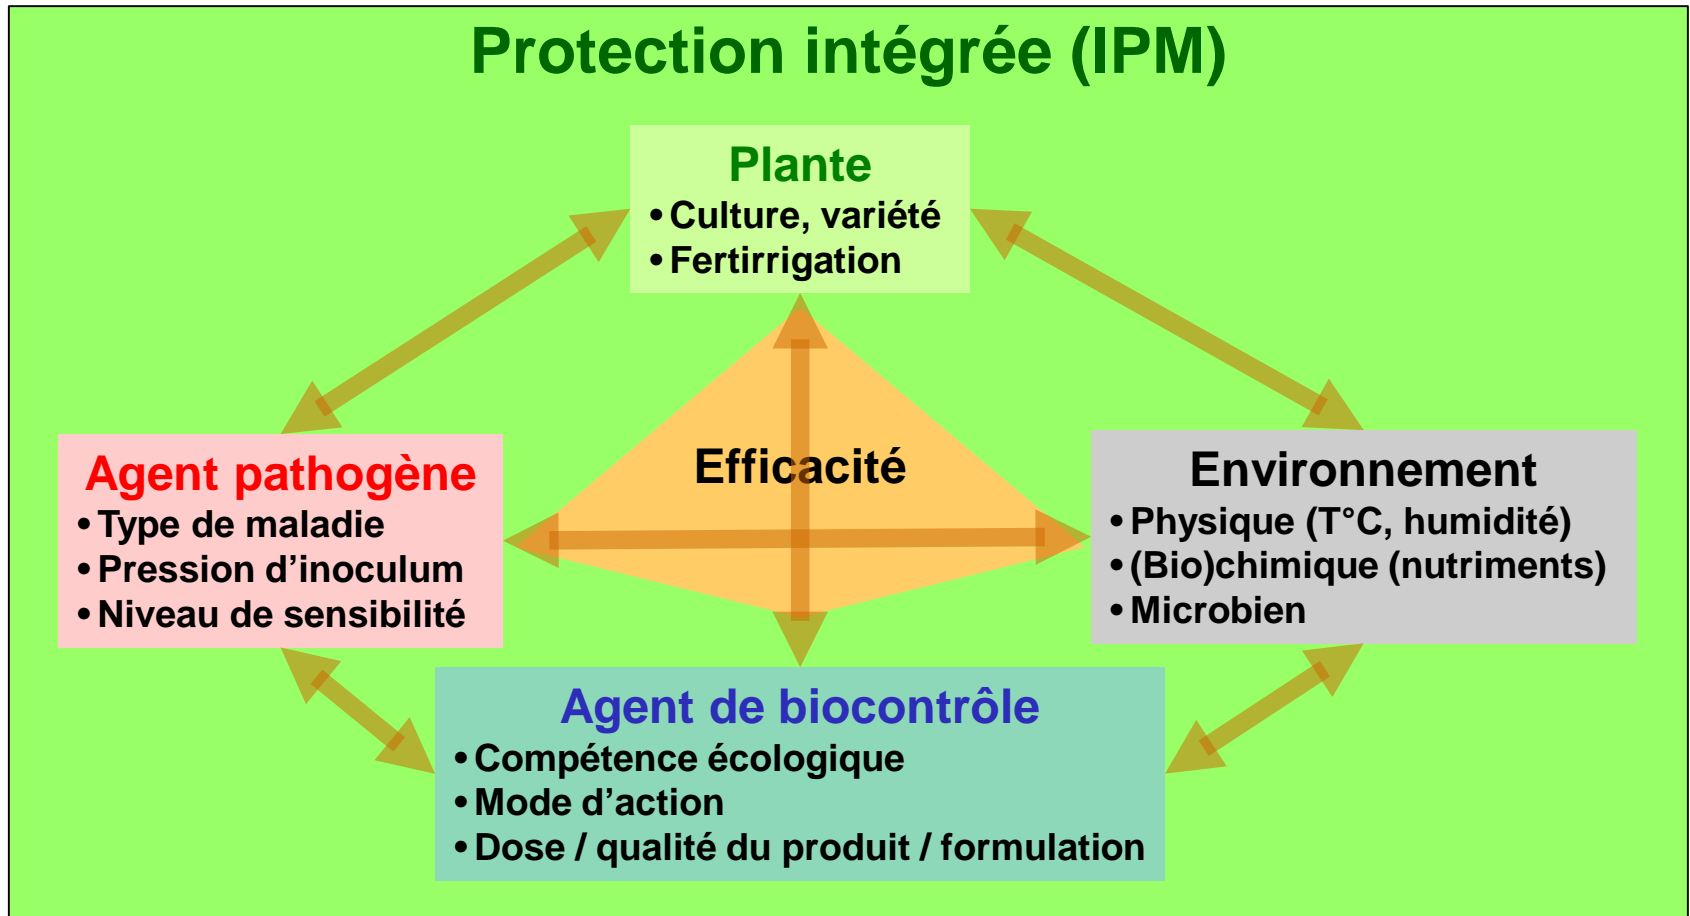 Protection intégrée (IPM)
Plante
• Culture, variété
• Fertirrigation
Efficacité
Agent pathogène
• Type de maladie
• Pression d’inoculum
• Niveau de sensibilité
Environnement
• Physique (T°C, humidité)
• (Bio)chimique (nutriments)
• Microbien
Agent de biocontrôle
• Compétence écologique
• Mode d’action
• Dose / qualité du produit / formulation